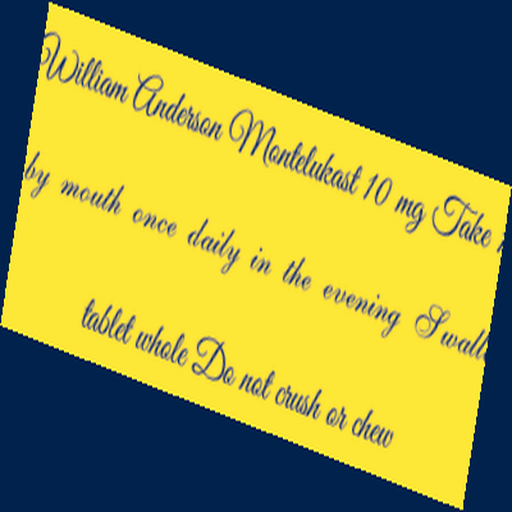 William Anderson Montelukast 10 mg Take
by mouth once daily in the evening
tablet whole Do not crush or chew